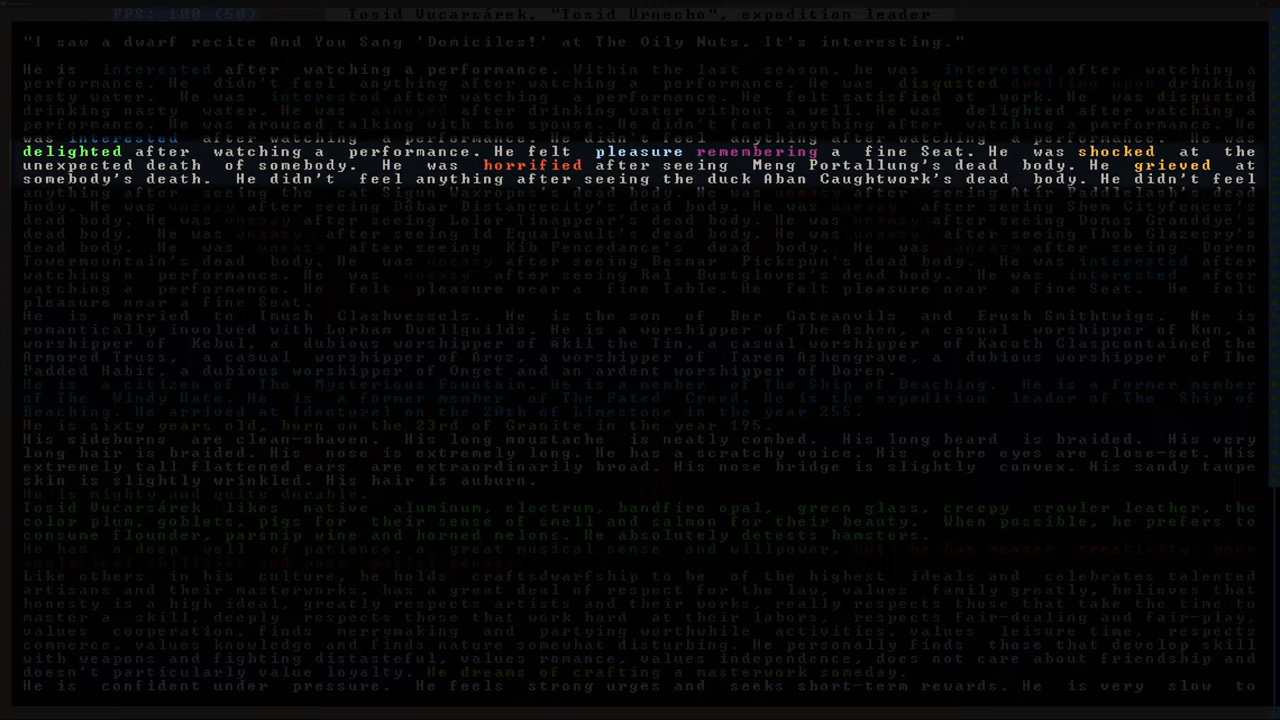 FPS: 100 (50) Tosid Vucarsárek, "Tosid Urnecho", expedition leader
"I saw a dwarf recite And You Sang 'Domiciles!' at The Oily Nuts. It's interesting."
He is interested after watching a performance. Within the last season, he was interested after watching a
performance. He didn't feel anything after watching a performance. He was disgusted drinking
nasty water. He was interested after watching a performance. He felt satisfied at work. He was disgusted
drinking nasty water. He was after drinking water without a well. He was delighted after watching a
performance. He was aroused talking with the spouse. He didn't feel anything after watching a performance. He
was interested after watching a performance. He didn't feel anything after watching a performance. He was
delighted after watching a performance. He felt pleasure remembering a fine Seat. He was shocked at the
unexpected death of somebody. He was horrified after seeing Meng Portallung's dead body. He grieved at
somebody's death. He didn't feel anything after seeing the duck Aban Caughtwork's dead body. He didn't feel
anything after seeing the dead
body. He was uneasy after seeing Dobar Distancecity's dead body. He was uneasy after seeing Shem Cityfences's
dead body. He was uneasy after seeing Lolor Tinappear's dead body. He was uneasy after seeing Domas Granddye's
dead body. He was uneasy after seeing Id Equalvault's dead body. He was uneasy after seeing Thob Glazecry's
dead body. He was uneasy after seeing Kib Fencedance's dead body. He was uneasy after seeing Doren
Towermountain's dead body. He was uneasy after seeing Besmar Pickspun's dead body. He was interested after
watching a performance. He was uneasy after seeing Ral Bustgloves's dead body. He was interested after
watching a performance. He felt pleasure near a fine Table. He felt pleasure near a fine Seat. He felt
pleasure near a fine Seat.
He is married to Imush Clashvessels. He is the son of Ber Gateanvils and Erush Smithtwigs. He is
romantically involved with Lorbam Dwellguilds. He is a worshipper of The Ashen, a casual worshipper of Kun, a
worshipper of Kebul, a dubious worshipper of Akil the Tin, a casual worshipper of Kacoth Claspcontained the
Armored Truss, a casual worshipper of Aroz, a worshipper of Tarem Ashengrave, a dubious worshipper of The
Padded Habit, a dubious worshipper of Onget and an ardent worshipper of Doren.
He is a citizen of The Mysterious Fountain. He is a member of The Ship of Beaching. He is a former member
of The Windy Hate. He is a former member of The Fated Creed. He is the expedition leader of The Ship of
Beaching. He arrived at Identurel on the 20th of Limestone in the year 255.
He is sixty years old, born on the 23rd of Granite in the year 195.
His sideburns are clean-shaven. His long moustache is neatly combed. His long beard is braided. His very
long hair is braided. His nose is extremely long. He has a scratchy voice. His ochre eyes are close-set. His
extremely tall flattened ears are extraordinarily broad. His nose bridge is slightly convex. His sandy taupe
skin is slightly wrinkled. His hair is auburn.
He is mighty and quite durable.
Tosid Vucarsárek likes native aluminum, electrum, bandfire opal, green glass, creepy crawler leather, the
color plum, goblets, pigs for their sense of smell and salmon for their beauty. When possible, he prefers to
consume flounder, parsnip wine and horned melons. He absolutely detests hamsters.
He has a deep well of patience, a great musical sense and willpower, but he has meager creativity, poor
analytical abilities and poor spatial senses.
Like others in his culture, he holds craftsdwarfship to be of the highest ideals and celebrates talented
artisans and their masterworks, has a great deal of respect for the law, values family greatly, believes that
honesty is a high ideal, greatly respects artists and their works, really respects those that take the time to
master a skill, deeply respects those that work hard at their labors, respects fair-dealing and fair-play,
values cooperation, finds merrymaking and partying worthwhile activities, values leisure time, respects
commerce, values knowledge and finds nature somewhat disturbing. He personally finds those that develop skill
with weapons and fighting distasteful, values romance, values independence, does not care about friendship and
doesn't particularly value loyalty. He dreams of crafting a masterwork someday.
He is confident under pressure. He feels strong urges and seeks short-term rewards. He is very slow to